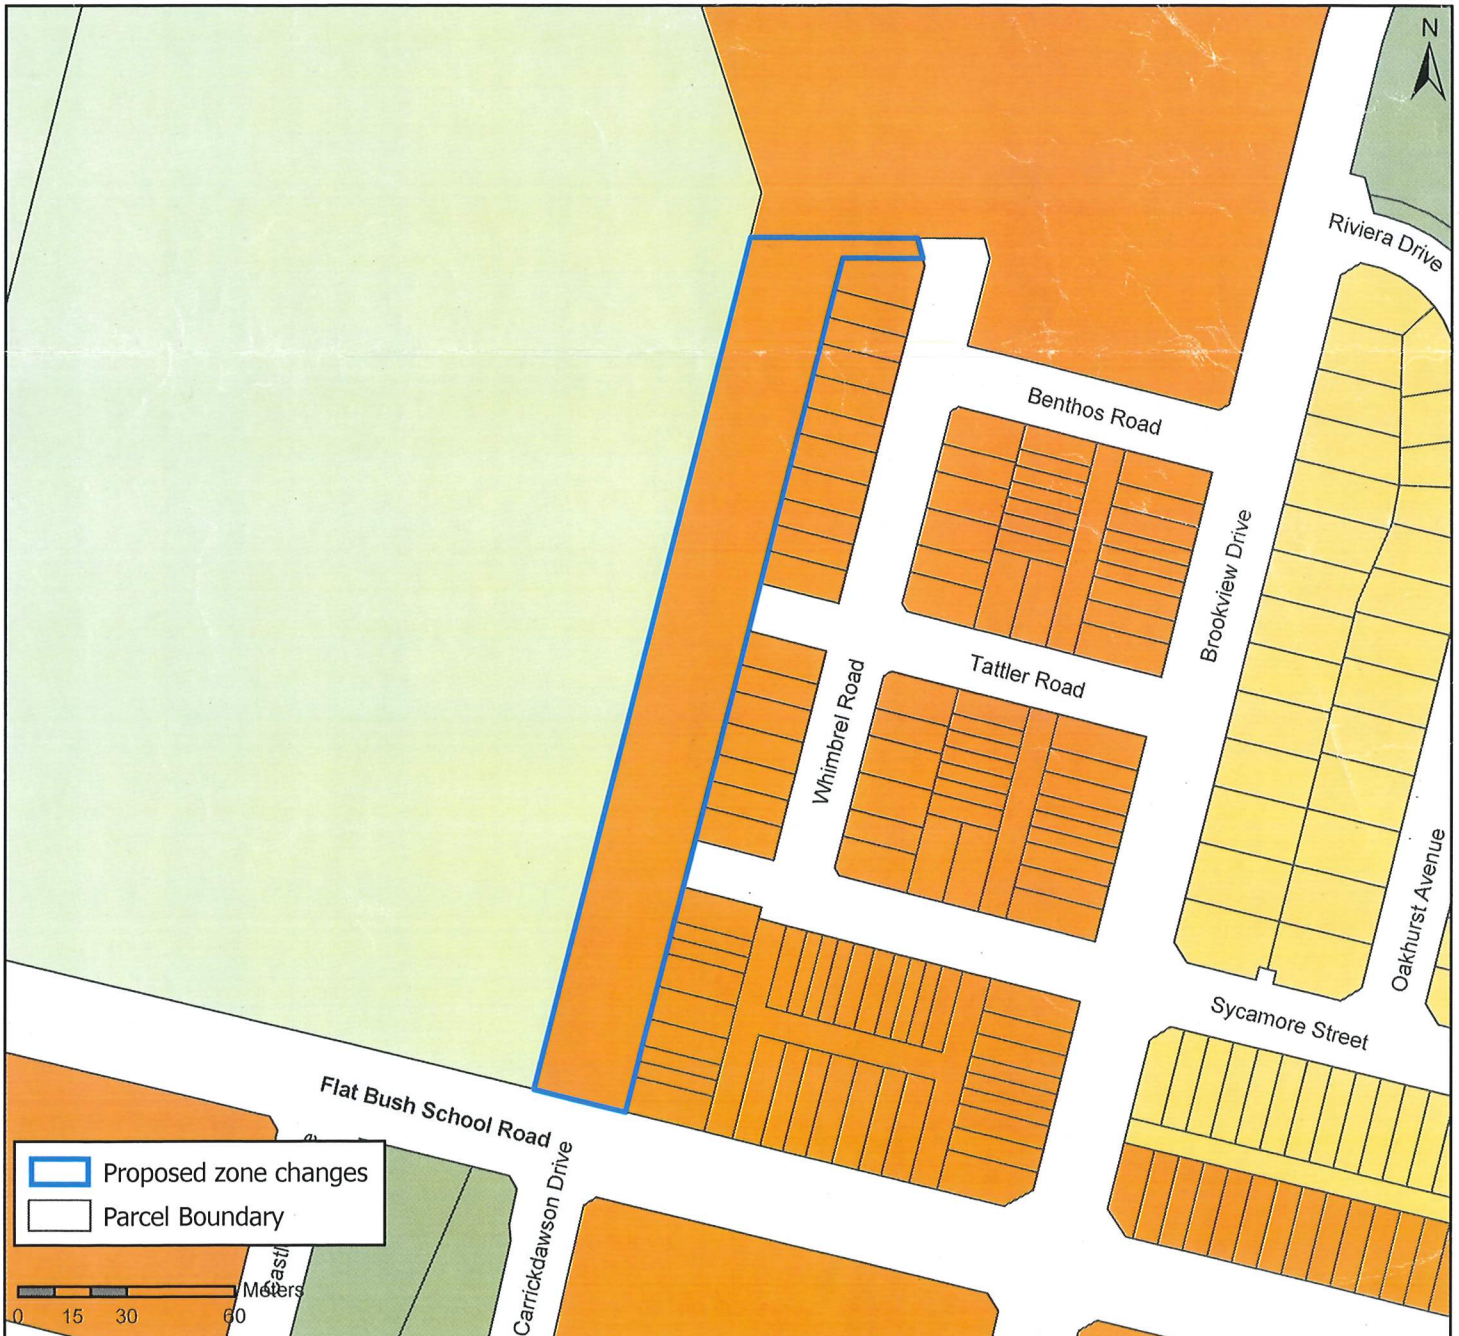 N
Riviera Drive
Benthos Road
Brookview Drive
Tattler Road
Whimbrel Road
Oakhurst Avenue
Sycamore Street
Flat Bush School Road
Carrickdawson Drive
Proposed zone changes
Parcel Boundary
Meters
0 15 30 60